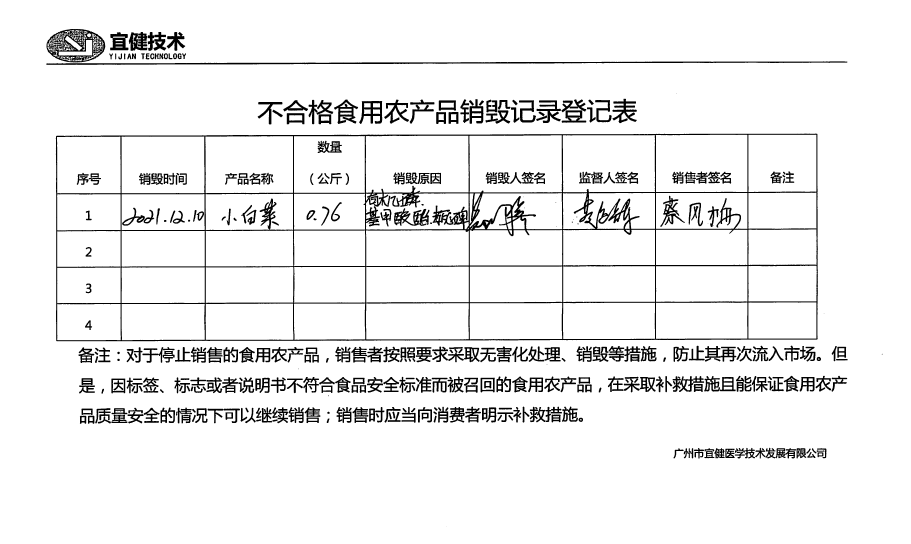 宜健技术
YIJIAN TECHNOLOGY
不合格食用农产品销毁记录登记表
序号 销毁时间 产品名称 数量（公斤） 销毁原因 销毁人签名 监督人签名 销售者签名 备注
1 2021.12.10 小白菜 0.76 蔡风梅
2
3
4
备注：对于停止销售的食用农产品，销售者按照要求采取无害化处理、销毁等措施，防止其再次流入市场。但
是，因标签、标志或者说明书不符合食品安全标准而被召回的食用农产品，在采取补救措施且能保证食用农产
品质量安全的情况下可以继续销售；销售时应当向消费者明示补救措施。
广州市宜健医学技术发展有限公司